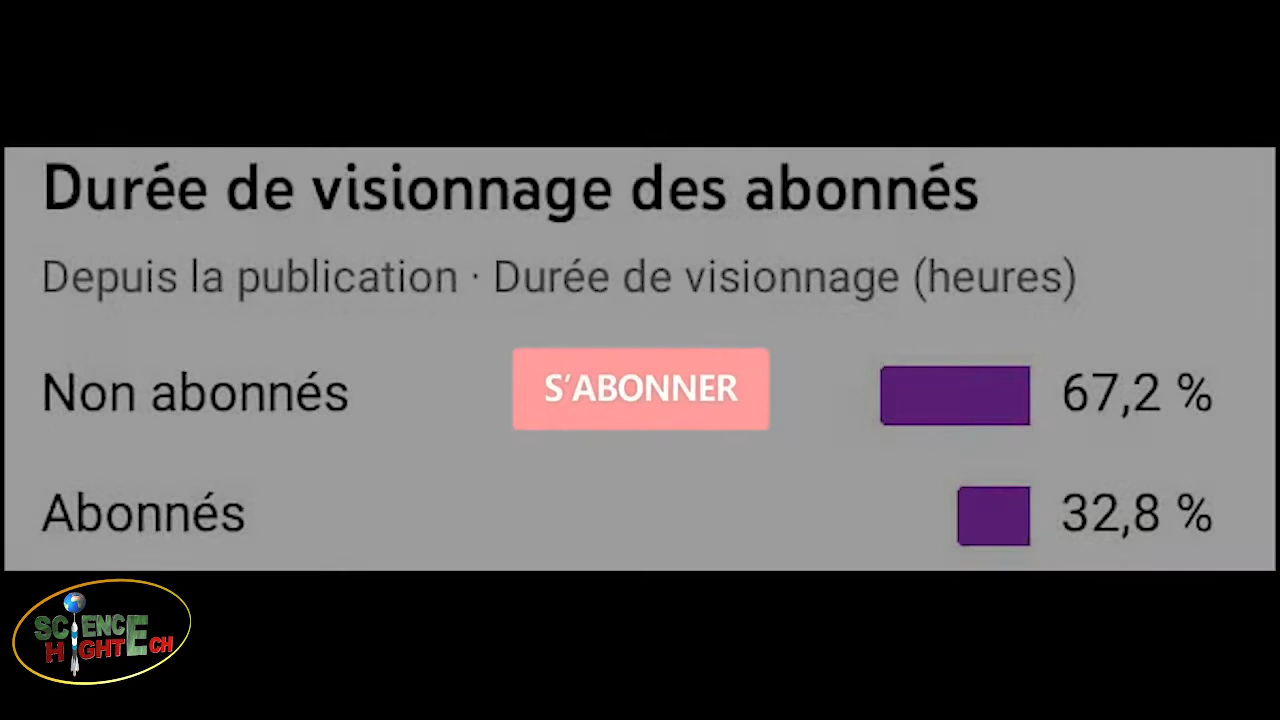 Durée de visionnage des abonnés
Depuis la publication · Durée de visionnage (heures)
Non abonnés
S'ABONNER
67,2 %
Abonnés
32,8 %
SCIENCE
HIGHTECH